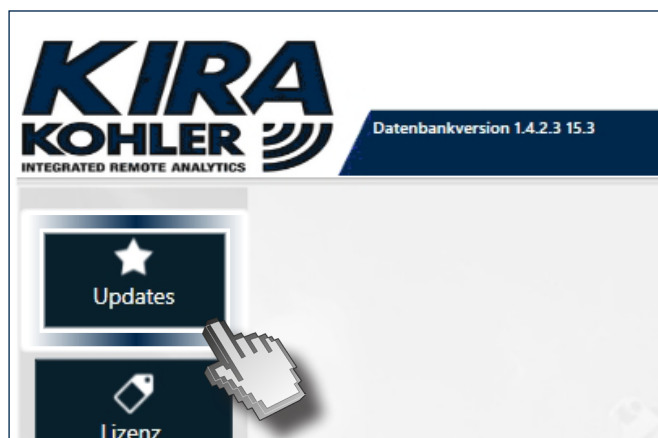 KIRA
KOHLER
INTEGRATED REMOTE ANALYTICS
Datenbankversion 1.4.2.3 15.3
Updates
Lizenz